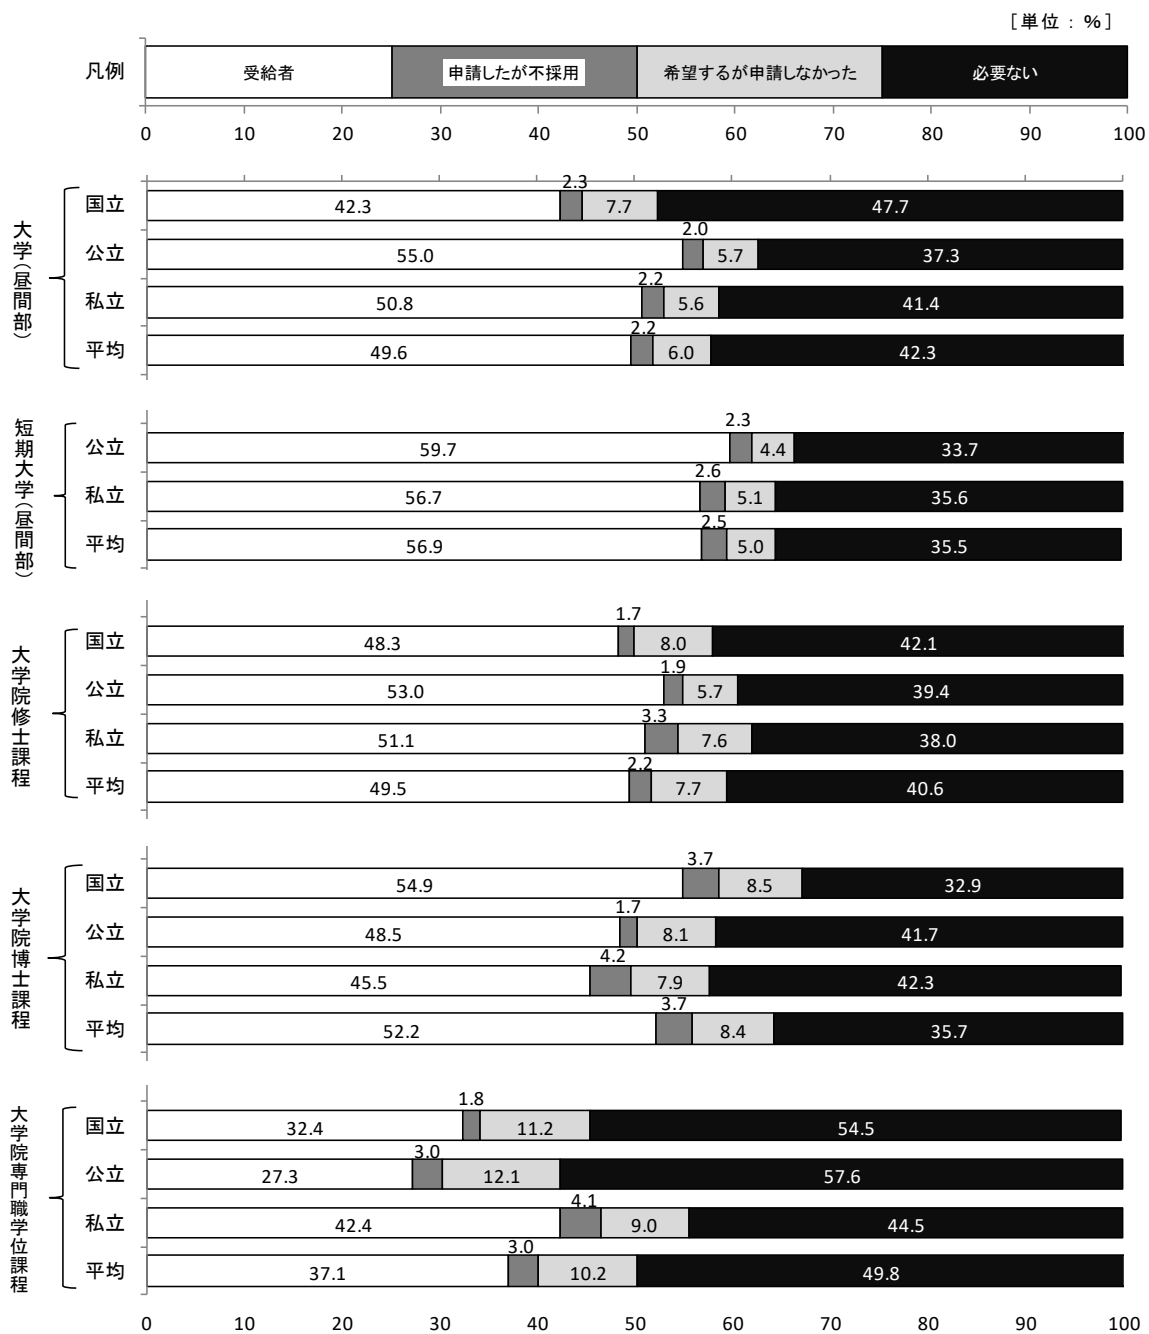 [単位：%]
凡例
受給者 申請したが不採用 希望するが申請しなかった 必要ない
0 10 20 30 40 50 60 70 80 90 100
大学(昼間部)
国立 42.3 2.3 7.7 47.7
公立 55.0 2.0 5.7 37.3
私立 50.8 2.2 5.6 41.4
平均 49.6 2.2 6.0 42.3
短期大学(昼間部)
公立 59.7 2.3 4.4 33.7
私立 56.7 2.6 5.1 35.6
平均 56.9 2.5 5.0 35.5
大学院修士課程
国立 48.3 1.7 8.0 42.1
公立 53.0 1.9 5.7 39.4
私立 51.1 3.3 7.6 38.0
平均 49.5 2.2 7.7 40.6
大学院博士課程
国立 54.9 3.7 8.5 32.9
公立 48.5 1.7 8.1 41.7
私立 45.5 4.2 7.9 42.3
平均 52.2 3.7 8.4 35.7
大学院専門職学位課程
国立 32.4 1.8 11.2 54.5
公立 27.3 3.0 12.1 57.6
私立 42.4 4.1 9.0 44.5
平均 37.1 3.0 10.2 49.8
0 10 20 30 40 50 60 70 80 90 100